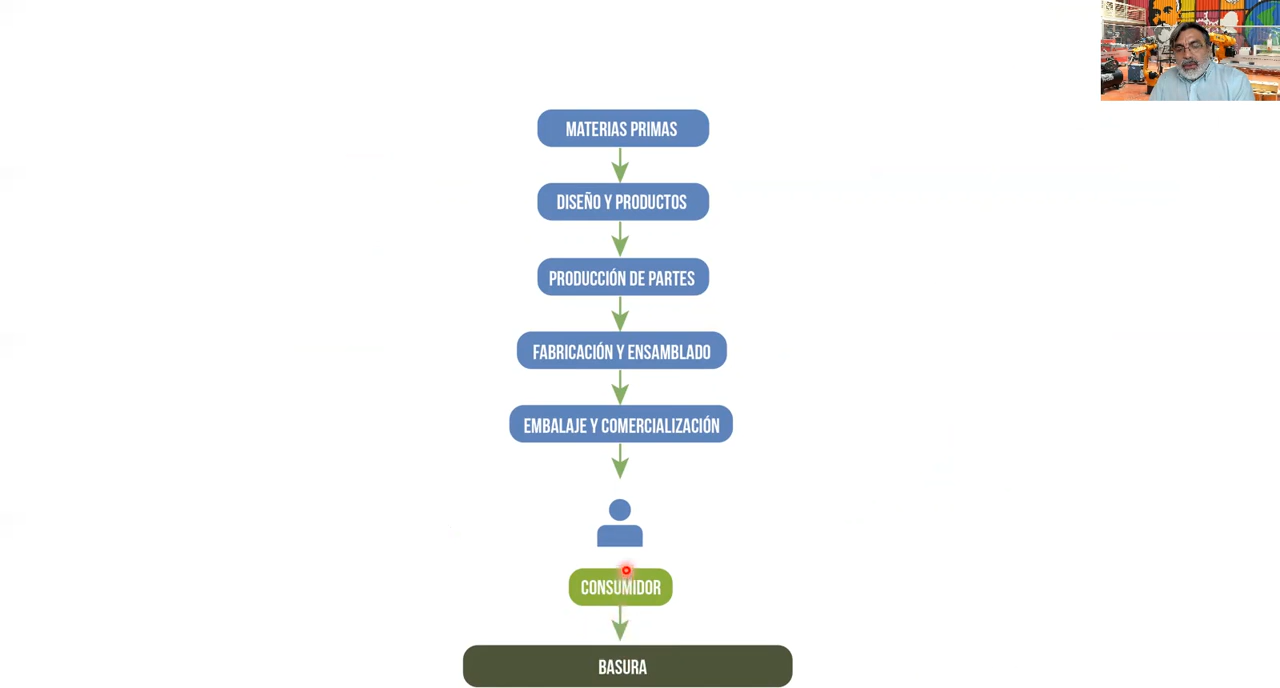 MATERIAS PRIMAS
DISEÑO Y PRODUCTOS
PRODUCCIÓN DE PARTES
FABRICACIÓN Y ENSAMBLADO
EMBALAJE Y COMERCIALIZACIÓN
CONSUMIDOR
BASURA